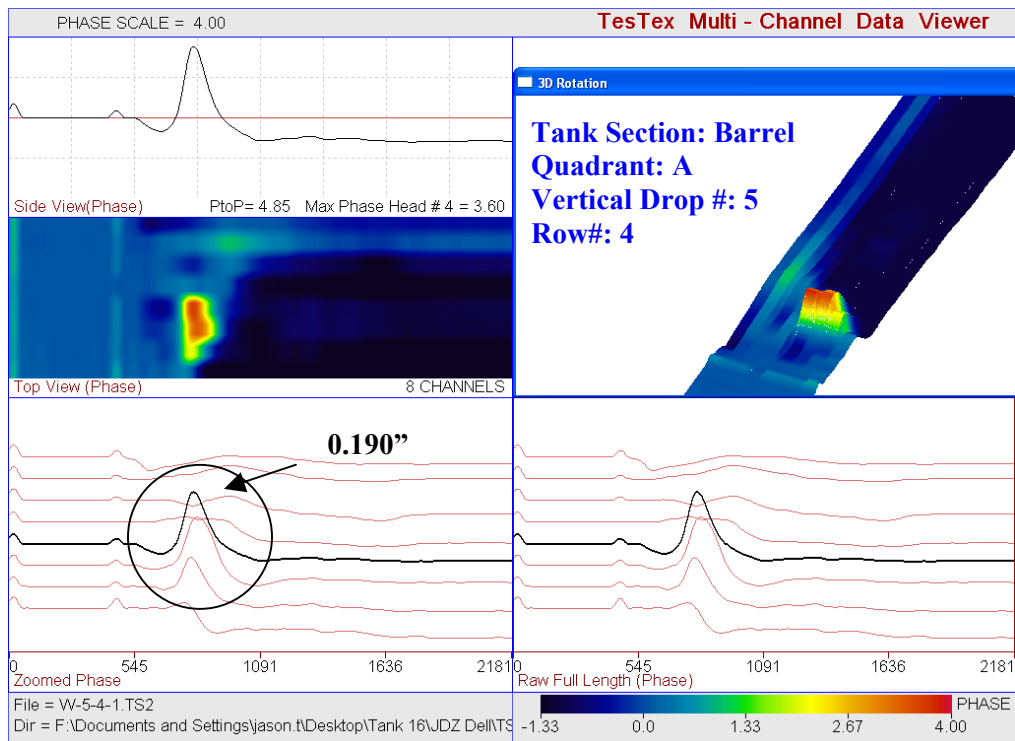 PHASE SCALE = 4.00
TesTex Multi - Channel Data Viewer
3D Rotation
Tank Section: Barrel
Quadrant: A
Vertical Drop #: 5
Row#: 4
Side View(Phase) PtoP= 4.85 Max Phase Head # 4 = 3.60
Top View (Phase) 8 CHANNELS
0.190”
0 545 1091 1636 2181
Zoomed Phase
0 545 1091 1636 2181
Raw Full Length (Phase)
File = W-5-4-1.TS2
Dir = F:\Documents and Settings\jason.t\Desktop\Tank 16\JDZ Dell\TS
PHASE
-1.33 0.0 1.33 2.67 4.00